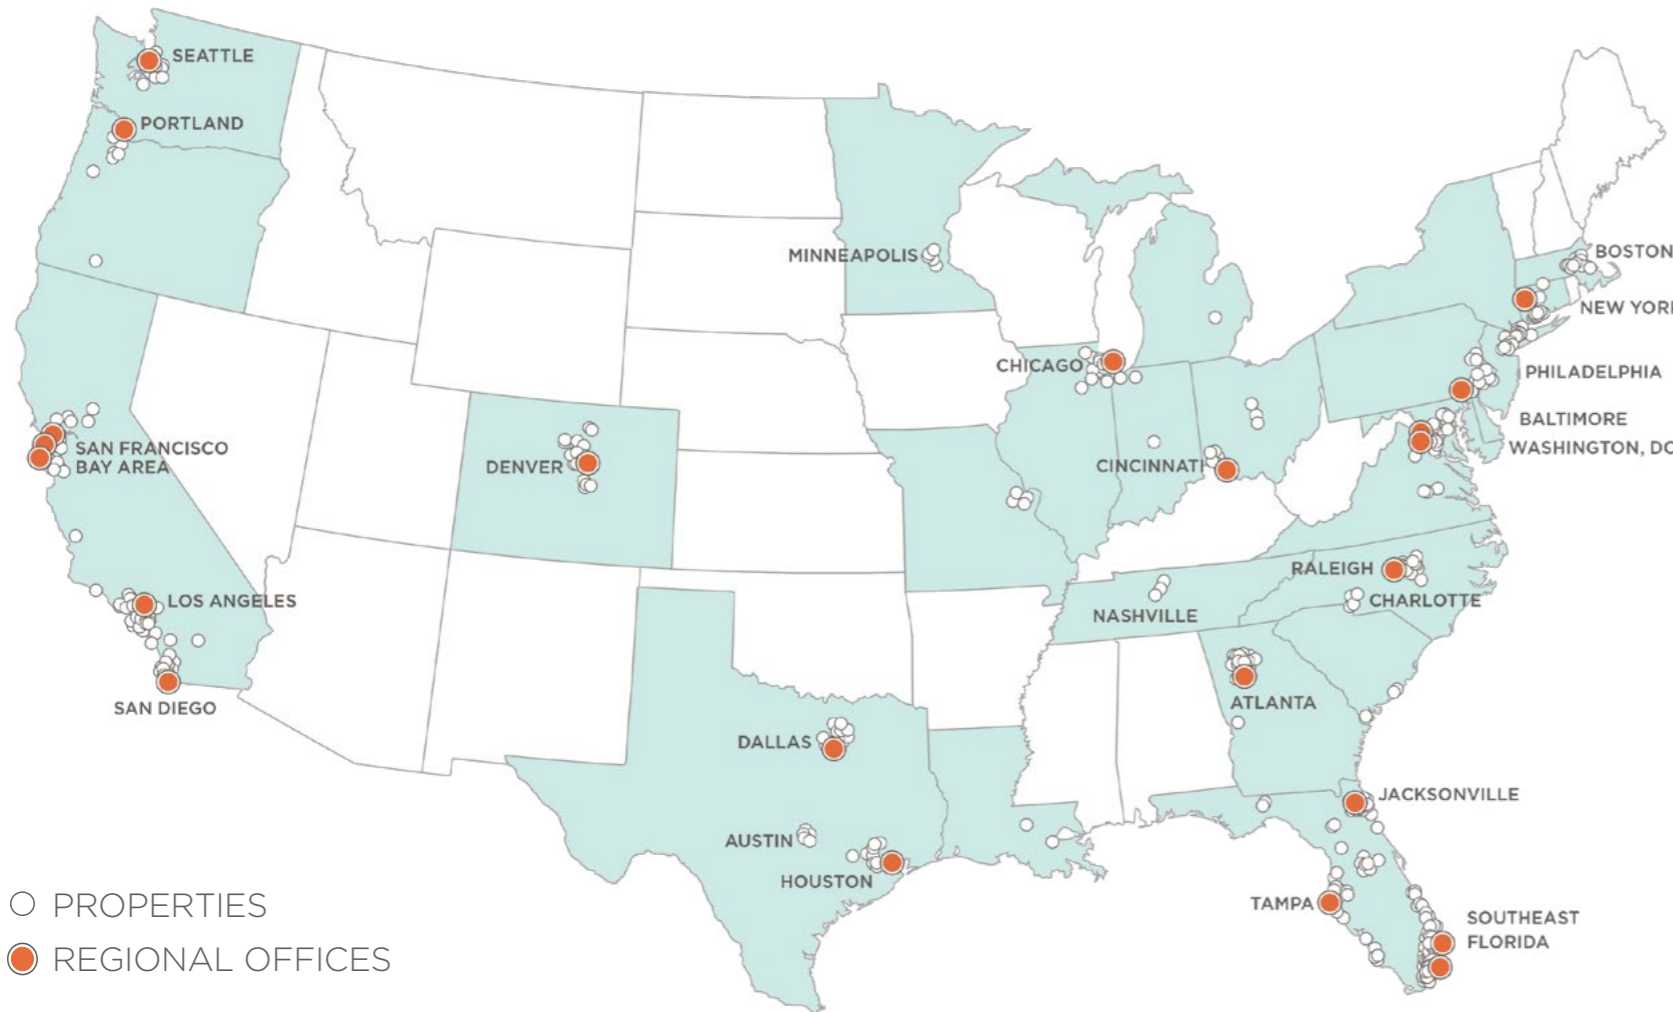 SEATTLE
PORTLAND
MINNEAPOLIS
BOSTON
NEW YORK
CHICAGO
PHILADELPHIA
BALTIMORE
WASHINGTON, DC
SAN FRANCISCO
BAY AREA
DENVER
CINCINNATI
RALEIGH
CHARLOTTE
LOS ANGELES
NASHVILLE
SAN DIEGO
ATLANTA
DALLAS
JACKSONVILLE
AUSTIN
HOUSTON
TAMPA
SOUTHEAST
FLORIDA
PROPERTIES
REGIONAL OFFICES